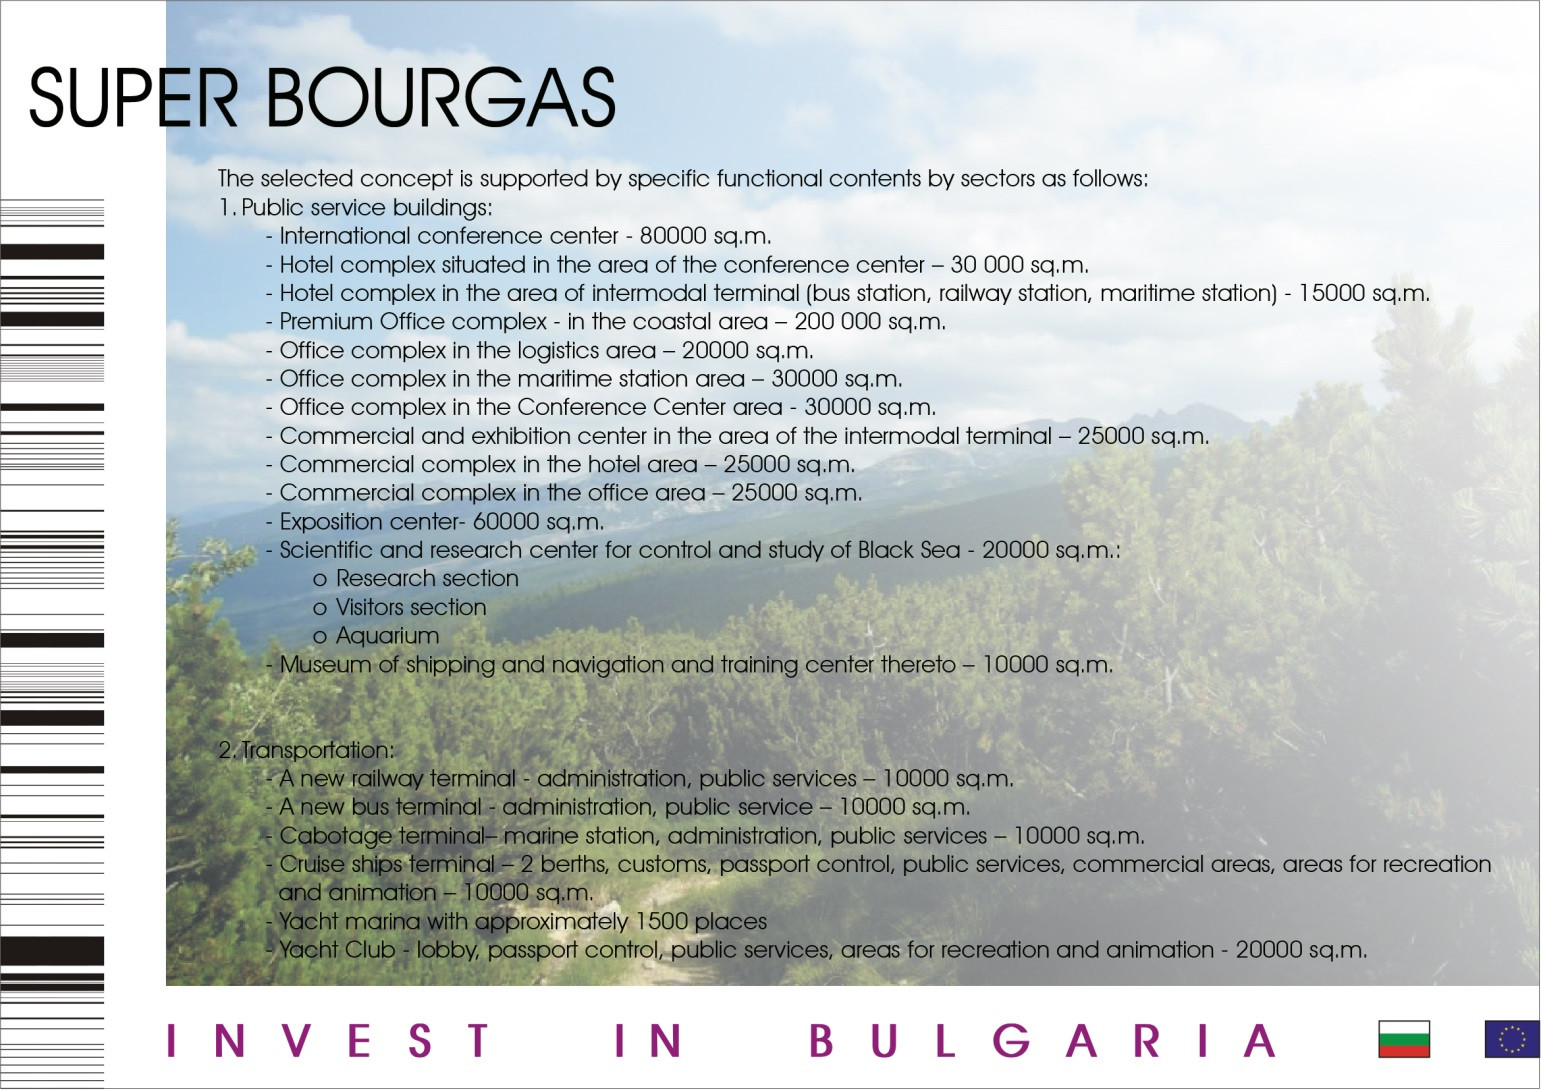 SUPER BOURGAS
The selected concept is supported by specific functional contents by sectors as follows:
1. Public service buildings:
- International conference center - 80000 sq.m.
- Hotel complex situated in the area of the conference center – 30 000 sq.m.
- Hotel complex in the area of intermodal terminal (bus station, railway station, maritime station) - 15000 sq.m.
- Premium Office complex - in the coastal area – 200 000 sq.m.
- Office complex in the logistics area – 20000 sq.m.
- Office complex in the maritime station area – 30000 sq.m.
- Office complex in the Conference Center area - 30000 sq.m.
- Commercial and exhibition center in the area of the intermodal terminal – 25000 sq.m.
- Commercial complex in the hotel area – 25000 sq.m.
- Commercial complex in the office area – 25000 sq.m.
- Exposition center- 60000 sq.m.
- Scientific and research center for control and study of Black Sea - 20000 sq.m.:
o Research section
o Visitors section
o Aquarium
- Museum of shipping and navigation and training center thereto – 10000 sq.m.
2. Transportation:
- A new railway terminal - administration, public services – 10000 sq.m.
- A new bus terminal - administration, public service – 10000 sq.m.
- Cabotage terminal– marine station, administration, public services – 10000 sq.m.
- Cruise ships terminal – 2 berths, customs, passport control, public services, commercial areas, areas for recreation
and animation – 10000 sq.m.
- Yacht marina with approximately 1500 places
- Yacht Club - lobby, passport control, public services, areas for recreation and animation - 20000 sq.m.
INVEST IN BULGARIA